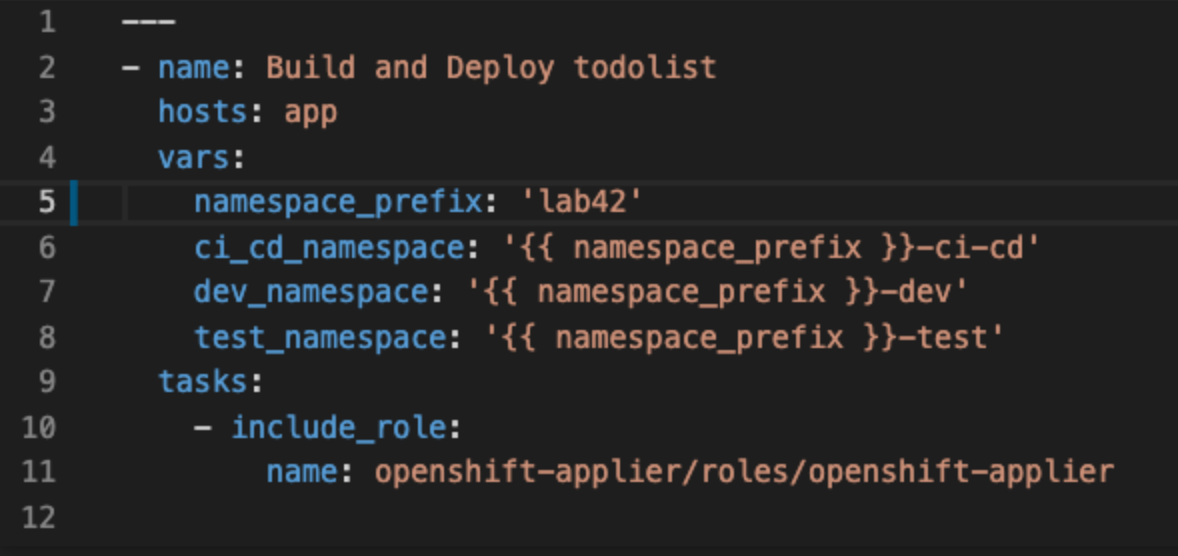 1 ---
2 - name: Build and Deploy todolist
3   hosts: app
4   vars:
5     namespace_prefix: 'lab42'
6     ci_cd_namespace: '{{ namespace_prefix }}-ci-cd'
7     dev_namespace: '{{ namespace_prefix }}-dev'
8     test_namespace: '{{ namespace_prefix }}-test'
9   tasks:
10     - include_role:
11         name: openshift-applier/roles/openshift-applier
12